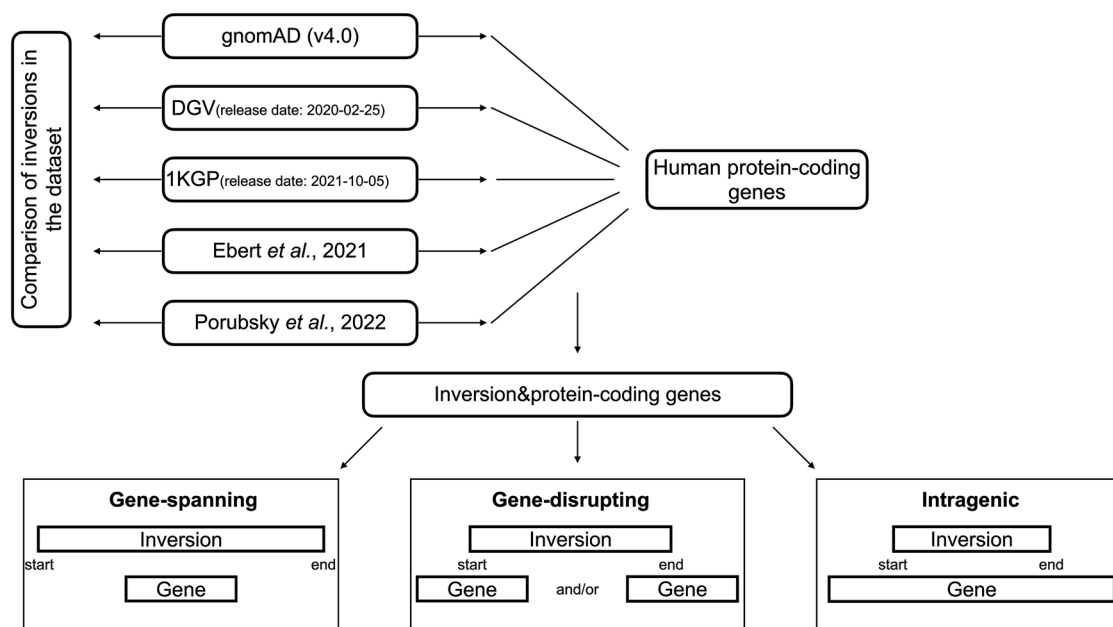 Comparison of inversions in
the dataset
gnomAD (v4.0)
DGV(release date: 2020-02-25)
1KGP(release date: 2021-10-05)
Ebert et al., 2021
Porubsky et al., 2022
Human protein-coding
genes
Inversion&protein-coding genes
Gene-spanning
Inversion
start end
Gene
Gene-disrupting
Inversion
start end
Gene and/or Gene
Intragenic
Inversion
start end
Gene